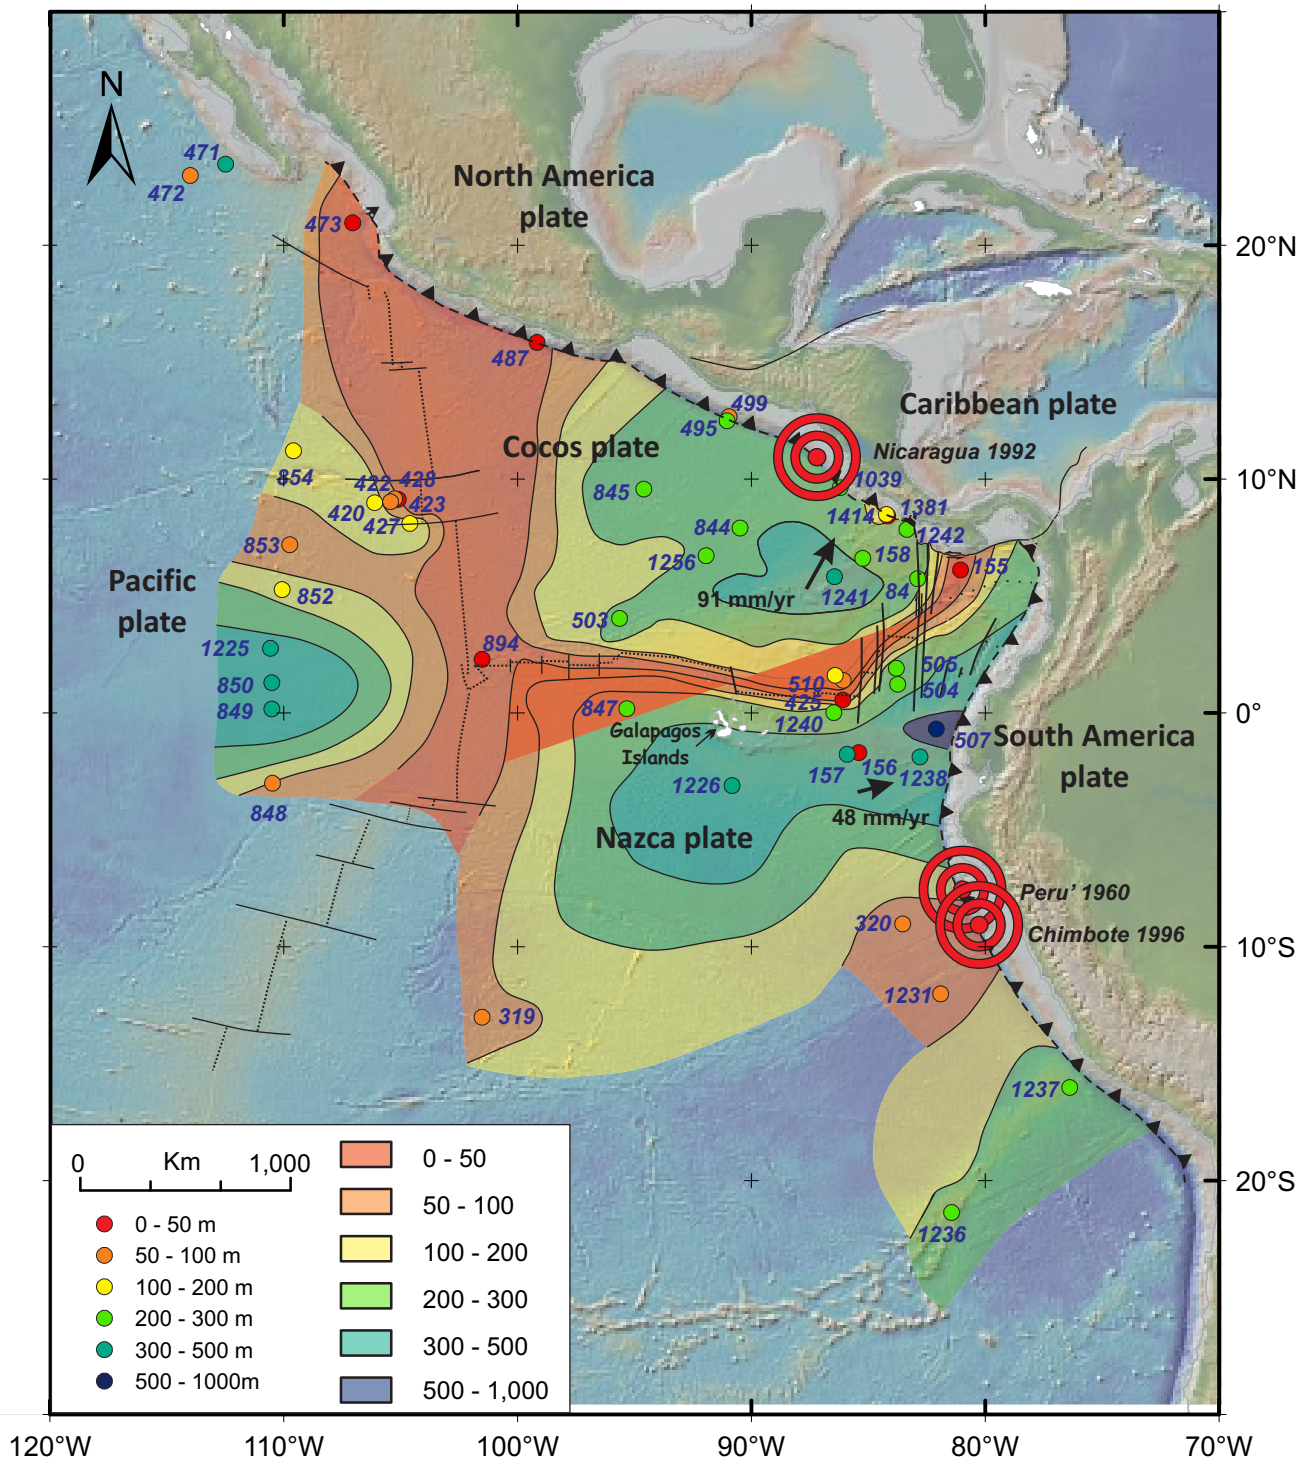 N
471
472
North America
plate
473
20°N
487
499
495
Caribbean plate
Cocos plate
Nicaragua 1992
854
422
428
10°N
845
1039
420
423
427
1414
1381
844
1242
853
1256
158
155
Pacific
plate
852
91 mm/yr
1241
84
503
1225
894
505
850
510
504
849
847
425
0°
Galapagos
Islands
1240
507
South America
plate
157
156
1238
1226
848
48 mm/yr
Nazca plate
Peru' 1960
320
Chimbote 1996
10°S
1231
319
1237
0 Km 1,000
0 - 50
50 - 100
20°S
0 - 50 m
1236
50 - 100 m
100 - 200
100 - 200 m
200 - 300
200 - 300 m
300 - 500
300 - 500 m
500 - 1000m
500 - 1,000
120°W 110°W 100°W 90°W 80°W 70°W